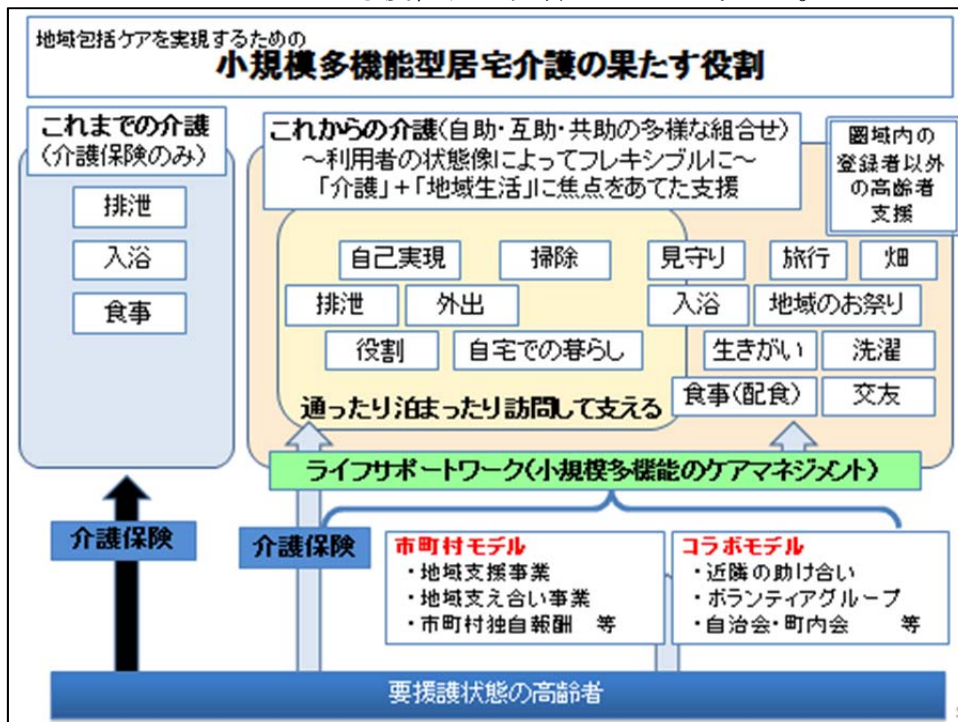 地域包括ケアを実現するための
小規模多機能型居宅介護の果たす役割
これまでの介護
(介護保険のみ)
排泄
入浴
食事
これからの介護(自助・互助・共助の多様な組合せ)
～利用者の状態像によってフレキシブルに～
「介護」+「地域生活」に焦点をあてた支援
圏域内の
登録者以外
の高齢者
支援
自己実現
掃除
見守り
旅行
畑
排泄
外出
入浴
地域のお祭り
役割
自宅での暮らし
生きがい
洗濯
食事(配食)
交友
通ったり泊まったり訪問して支える
ライフサポートワーク(小規模多機能のケアマネジメント)
介護保険
介護保険
市町村モデル
・地域支援事業
・地域支え合い事業
・市町村独自報酬 等
コラボモデル
・近隣の助け合い
・ボランティアグループ
・自治会・町内会 等
要援護状態の高齢者